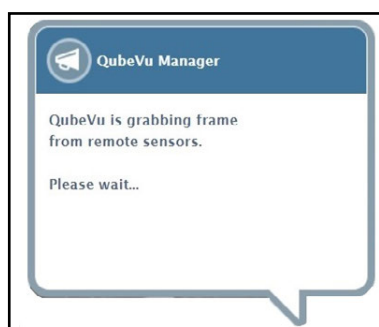 QubeVu Manager
QubeVu is grabbing frame
from remote sensors.
Please wait...